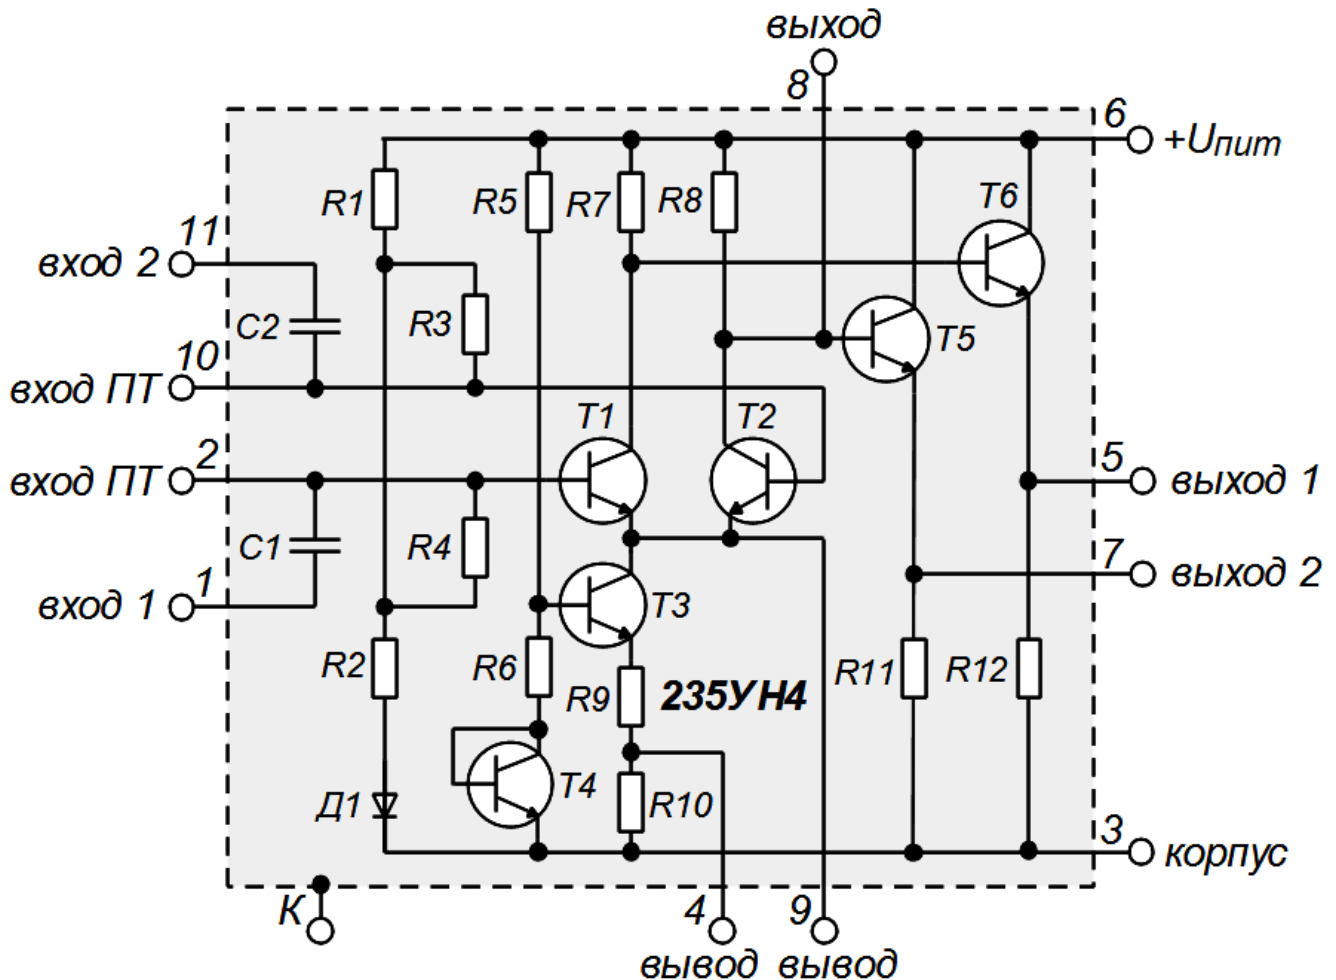 выход
8
6
+Uпит
R1
R5
R7
R8
T6
11
вход 2
C2
R3
T5
10
вход ПТ
T1
T2
2
вход ПТ
5
выход 1
C1
R4
7
выход 2
1
вход 1
T3
R2
R6
R9
235УН4
R11
R12
Д1
T4
R10
3
корпус
К
4
9
вывод
вывод